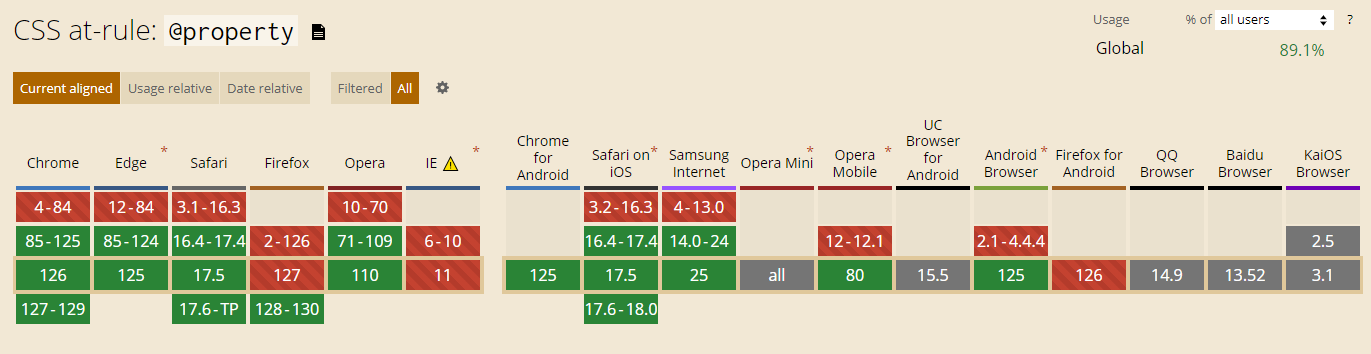 CSS at-rule: @property
Usage % of all users ?
Global 89.1%
Current aligned Usage relative Date relative Filtered All
Chrome Edge * Safari Firefox Opera IE * Chrome for Android Safari on iOS * Samsung Internet Opera Mini * Opera Mobile * UC Browser for Android Android Browser * Firefox for Android QQ Browser Baidu Browser KaiOS Browser
4-84 12-84 3.1-16.3 10-70 3.2-16.3 4-13.0
85-125 85-124 16.4-17.4 2-126 71-109 6-10 16.4-17.4 14.0-24 12-12.1 2.1-4.4.4 2.5
126 125 17.5 127 110 11 125 17.5 25 all 80 15.5 125 126 14.9 13.52 3.1
127-129 17.6-TP 128-130 17.6-18.0